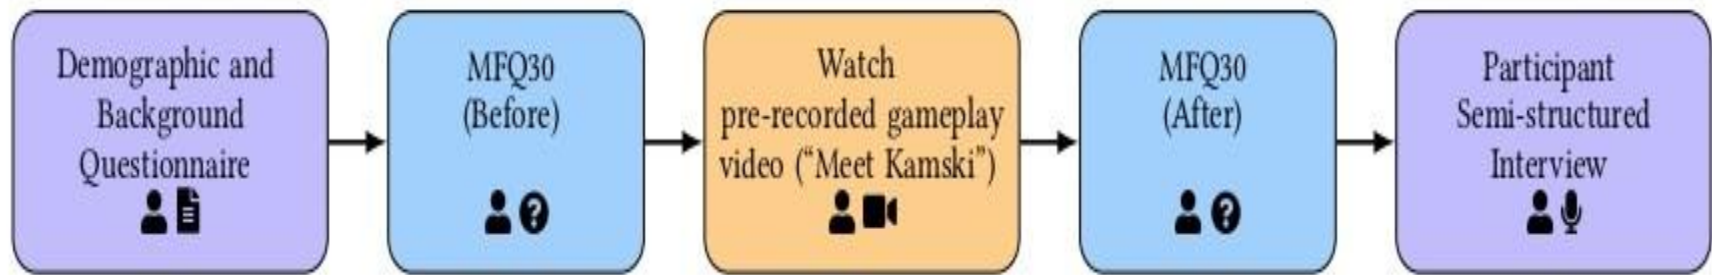 Demographic and
Background
Questionnaire
MFQ30
(Before)
Watch
pre-recorded gameplay
video (“Meet Kamski”)
MFQ30
(After)
Participant
Semi-structured
Interview